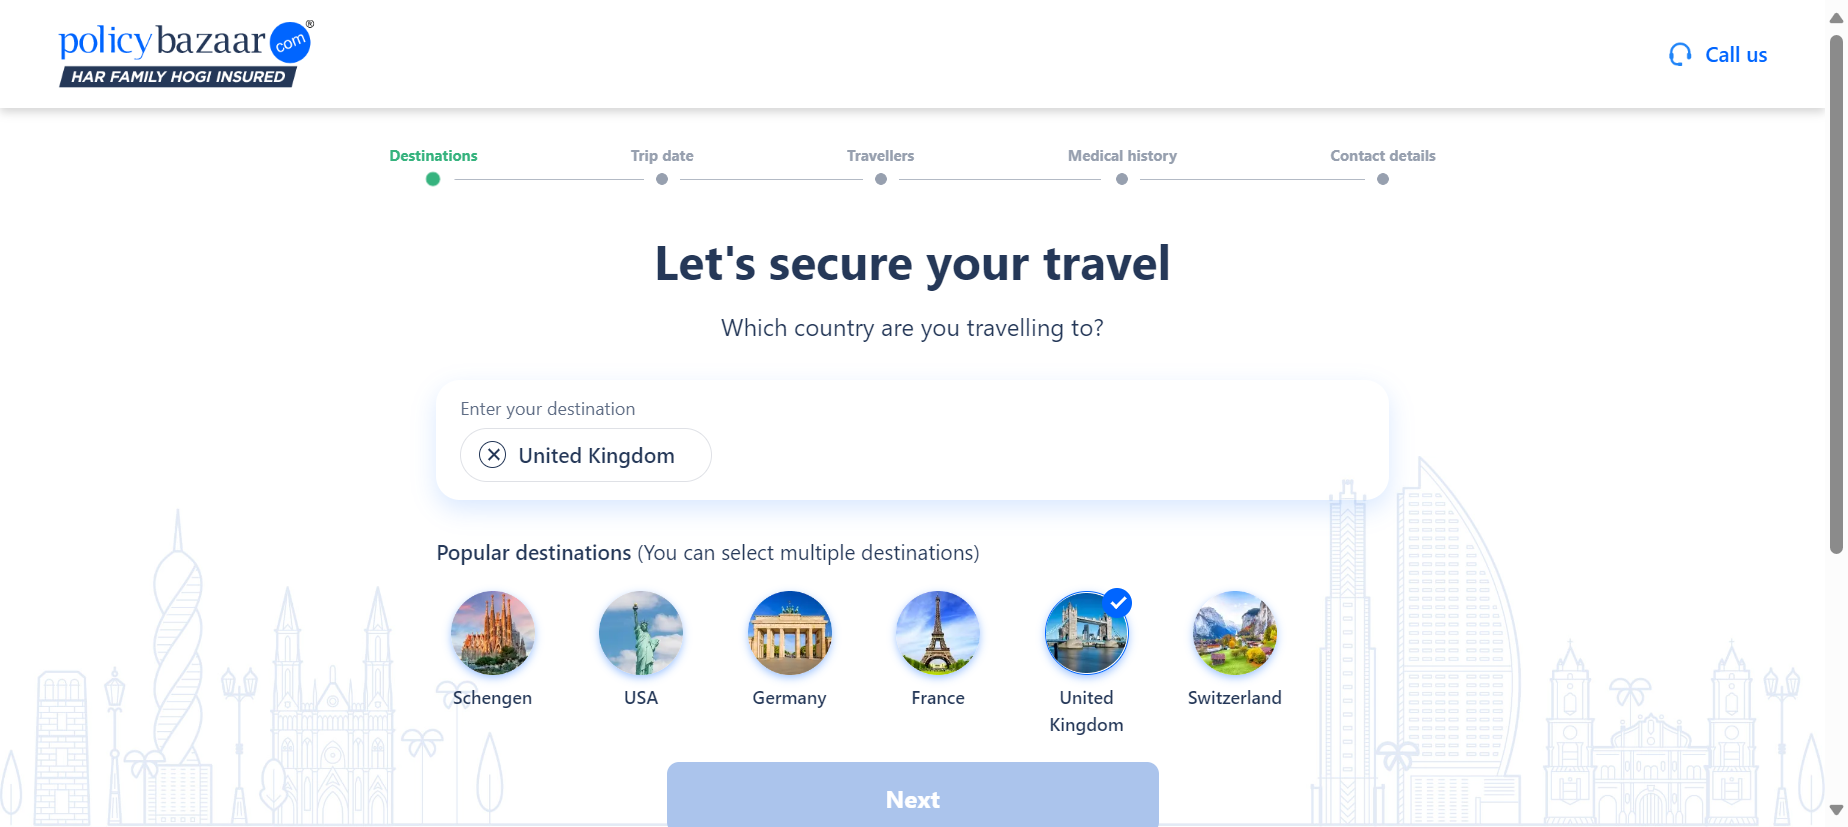 policybazaar com ®
HAR FAMILY HOGI INSURED
Call us
Destinations
Trip date
Travellers
Medical history
Contact details
Let's secure your travel
Which country are you travelling to?
Enter your destination
United Kingdom
Popular destinations (You can select multiple destinations)
Schengen
USA
Germany
France
United
Kingdom
Switzerland
Next